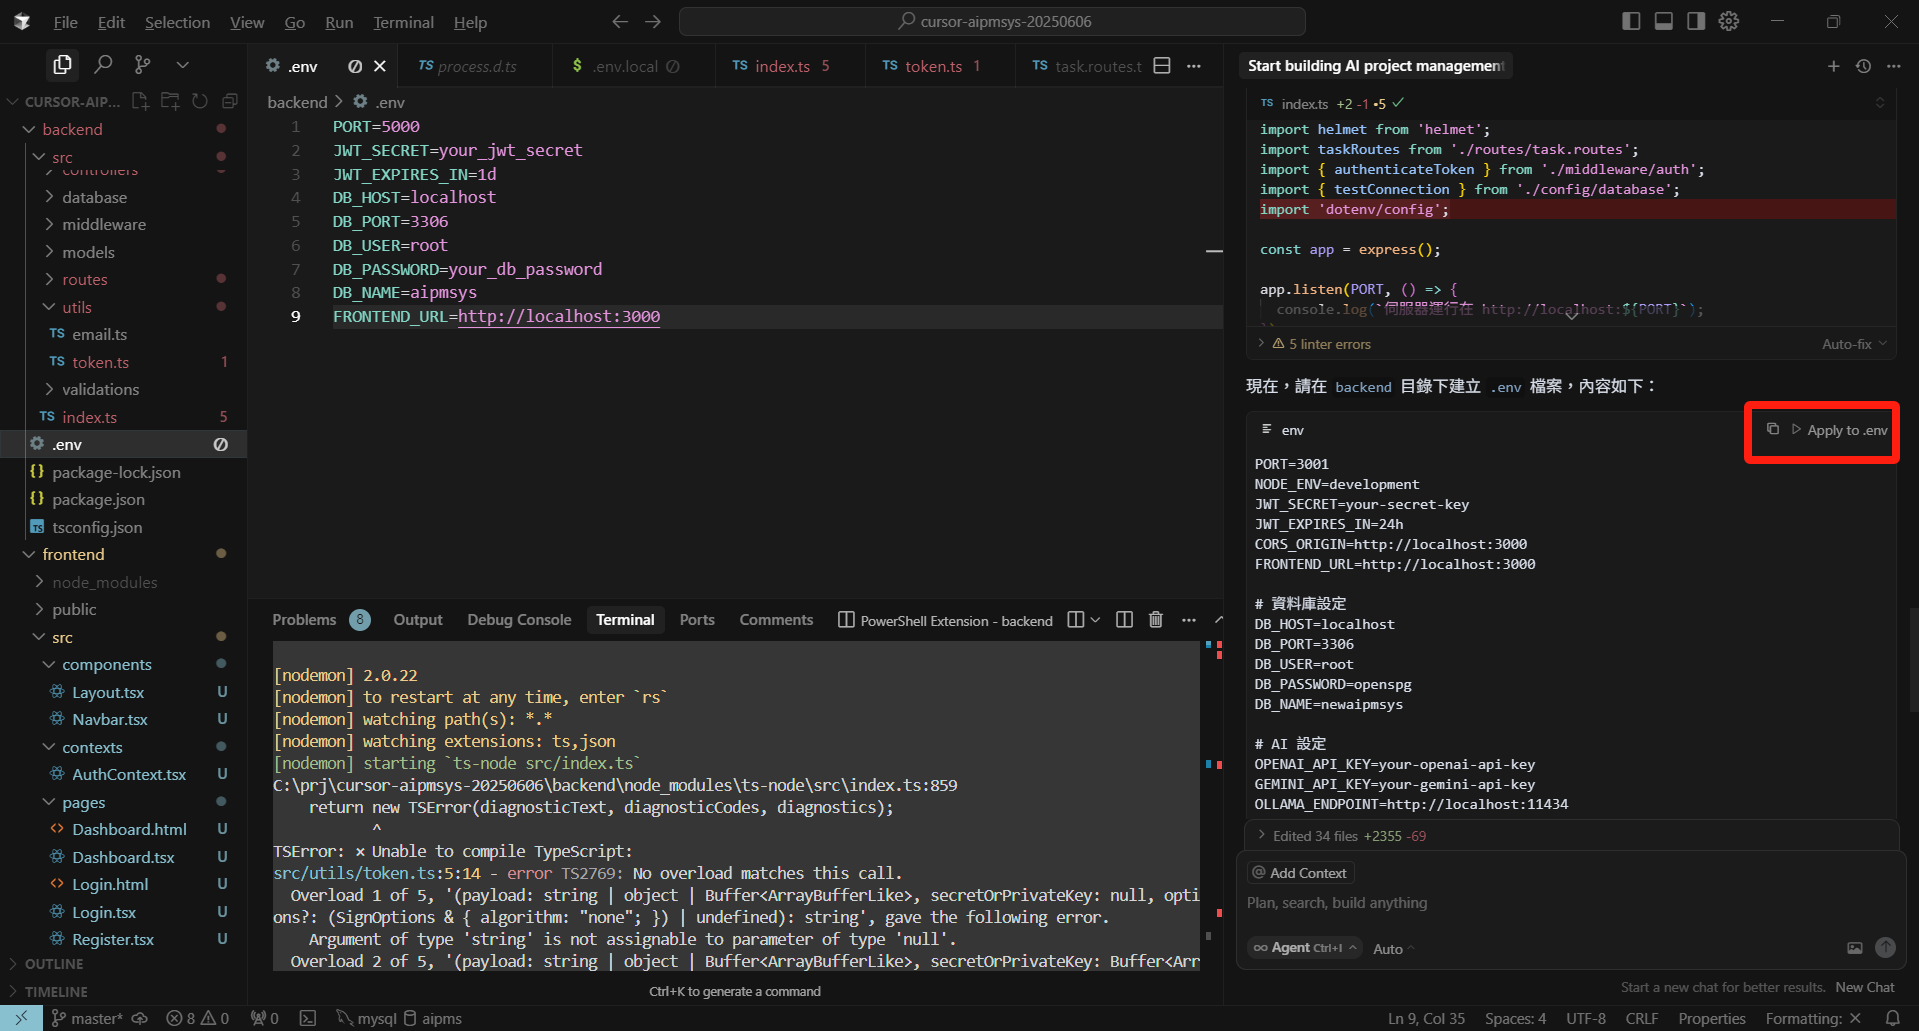 File Edit Selection View Go Run Terminal Help
cursor-aipmsys-20250606
CURSOR-AIP...
backend
src
controllers
database
middleware
models
routes
utils
TS email.ts
TS token.ts 1
validations
TS index.ts 5
.env
{} package-lock.json
{} package.json
TS tsconfig.json
frontend
node_modules
public
src
components
Layout.tsx U
Navbar.tsx U
contexts
AuthContext.tsx U
pages
<> Dashboard.html U
Dashboard.tsx U
<> Login.html U
Login.tsx U
Register.tsx U
OUTLINE
TIMELINE
.env
TS process.d.ts
$ .env.local
TS index.ts 5
TS token.ts 1
TS task.routes.t
backend > .env
1 PORT=5000
2 JWT_SECRET=your_jwt_secret
3 JWT_EXPIRES_IN=1d
4 DB_HOST=localhost
5 DB_PORT=3306
6 DB_USER=root
7 DB_PASSWORD=your_db_password
8 DB_NAME=aipmsys
9 FRONTEND_URL=http://localhost:3000
Problems 8 Output Debug Console Terminal Ports Comments PowerShell Extension - backend
[nodemon] 2.0.22
[nodemon] to restart at any time, enter `rs`
[nodemon] watching path(s): *.*
[nodemon] watching extensions: ts,json
[nodemon] starting `ts-node src/index.ts`
C:\prj\cursor-aipmsys-20250606\backend\node_modules\ts-node\src\index.ts:859
return new TSError(diagnosticText, diagnosticCodes, diagnostics);
^
TSError: ⨯ Unable to compile TypeScript:
src/utils/token.ts:5:14 - error TS2769: No overload matches this call.
Overload 1 of 5, '(payload: string | object | Buffer<ArrayBufferLike>, secretOrPrivateKey: null, opti
ons?: (SignOptions & { algorithm: "none"; }) | undefined): string', gave the following error.
Argument of type 'string' is not assignable to parameter of type 'null'.
Overload 2 of 5, '(payload: string | object | Buffer<ArrayBufferLike>, secretOrPrivateKey: Buffer<Arr
Ctrl+K to generate a command
Start building AI project management
TS index.ts +2 -1 •5 ✓
import helmet from 'helmet';
import taskRoutes from './routes/task.routes';
import { authenticateToken } from './middleware/auth';
import { testConnection } from './config/database';
import 'dotenv/config';
const app = express();
app.listen(PORT, () => {
console.log(`伺服器運行在 http://localhost:${PORT}`);
5 linter errors Auto-fix
現在，請在 backend 目錄下建立 .env 檔案，內容如下：
env Apply to .env
PORT=3001
NODE_ENV=development
JWT_SECRET=your-secret-key
JWT_EXPIRES_IN=24h
CORS_ORIGIN=http://localhost:3000
FRONTEND_URL=http://localhost:3000
# 資料庫設定
DB_HOST=localhost
DB_PORT=3306
DB_USER=root
DB_PASSWORD=openspg
DB_NAME=newaipmsys
# AI 設定
OPENAI_API_KEY=your-openai-api-key
GEMINI_API_KEY=your-gemini-api-key
OLLAMA_ENDPOINT=http://localhost:11434
Edited 34 files +2355 -69
@ Add Context
Plan, search, build anything
∞ Agent Ctrl+I Auto
Start a new chat for better results. New Chat
master* 8 0 0 mysql aipms
Ln 9, Col 35 Spaces: 4 UTF-8 CRLF Properties Formatting: ✕